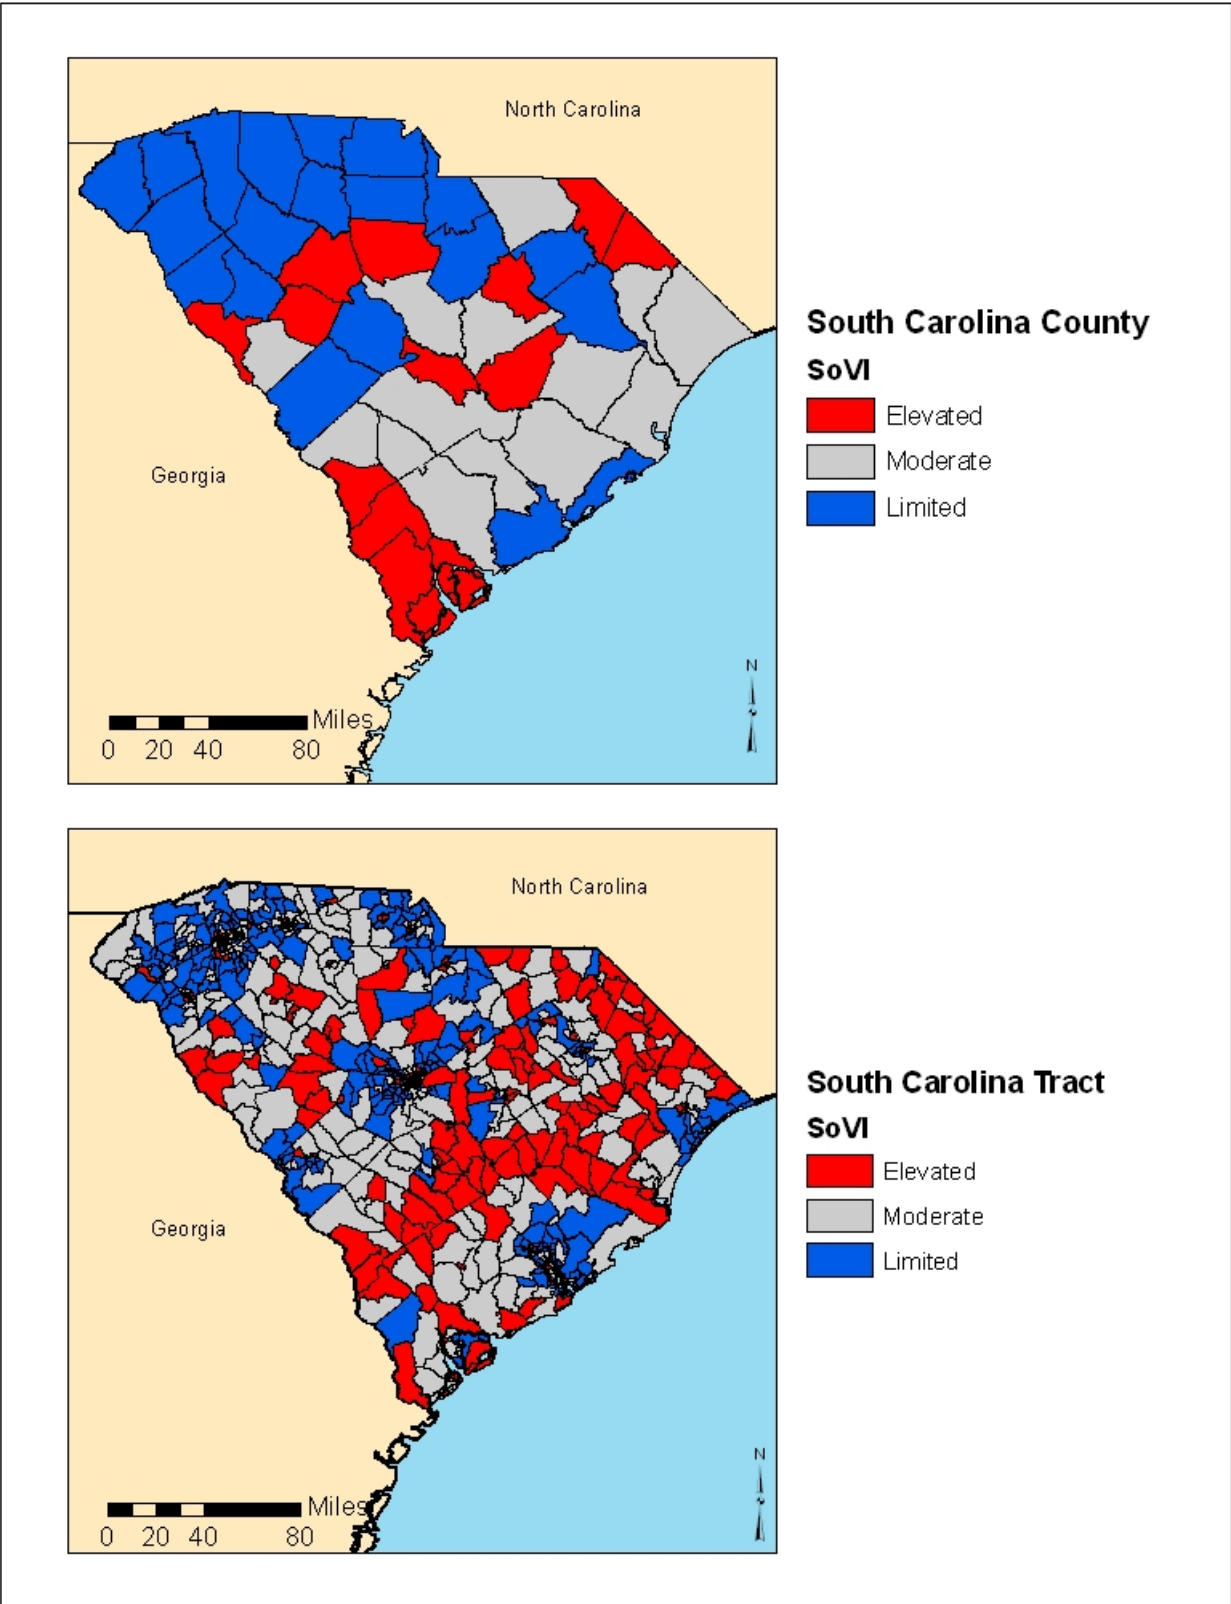 North Carolina
South Carolina County
SoVI
Elevated
Moderate
Limited
Georgia
N
Miles
0 20 40 80
North Carolina
South Carolina Tract
SoVI
Elevated
Moderate
Limited
Georgia
N
Miles
0 20 40 80